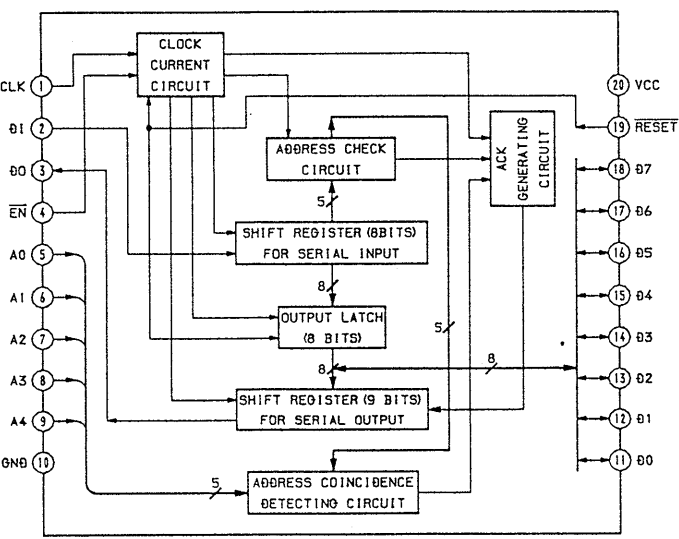 CLOCK
CURRENT
CIRCUIT
CLK 1
20 VCC
DI 2
19 RESET
ADDRESS CHECK
CIRCUIT
ACK
GENERATING
CIRCUIT
DO 3
18 D7
5
EN 4
17 D6
SHIFT REGISTER (8BITS)
FOR SERIAL INPUT
A0 5
16 D5
8
A1 6
15 D4
OUTPUT LATCH
(8 BITS)
5
A2 7
14 D3
8
8
A3 8
13 D2
SHIFT REGISTER (9 BITS)
FOR SERIAL OUTPUT
A4 9
12 D1
GND 10
11 D0
5
ADDRESS COINCIDENCE
DETECTING CIRCUIT